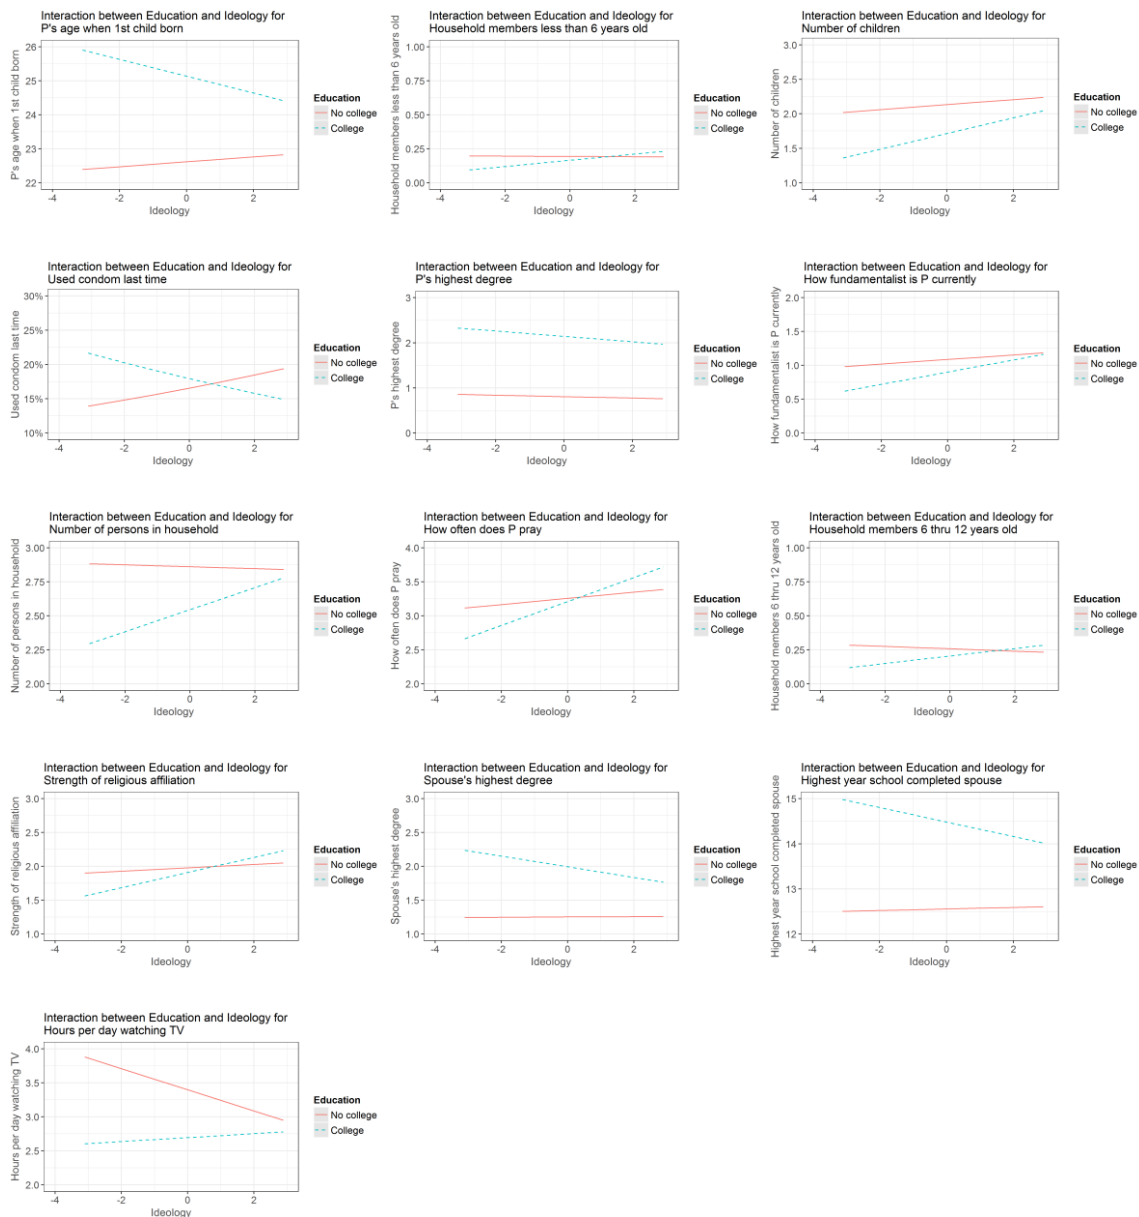 Interaction between Education and Ideology for
P's age when 1st child born
P's age when 1st child born
26
25
24
23
22
-4
-2
0
2
Ideology
Education
No college
College
Interaction between Education and Ideology for
Household members less than 6 years old
Household members less than 6 years old
1.00
0.75
0.50
0.25
0.00
-4
-2
0
2
Ideology
Education
No college
College
Interaction between Education and Ideology for
Number of children
Number of children
3.0
2.5
2.0
1.5
1.0
-4
-2
0
2
Ideology
Education
No college
College
Interaction between Education and Ideology for
Used condom last time
Used condom last time
30%
25%
20%
15%
10%
-4
-2
0
2
Ideology
Education
No college
College
Interaction between Education and Ideology for
P's highest degree
P's highest degree
3
2
1
0
-4
-2
0
2
Ideology
Education
No college
College
Interaction between Education and Ideology for
How fundamentalist is P currently
How fundamentalist is P currently
2.0
1.5
1.0
0.5
0.0
-4
-2
0
2
Ideology
Education
No college
College
Interaction between Education and Ideology for
Number of persons in household
Number of persons in household
3.00
2.75
2.50
2.25
2.00
-4
-2
0
2
Ideology
Education
No college
College
Interaction between Education and Ideology for
How often does P pray
How often does P pray
4.0
3.5
3.0
2.5
2.0
-4
-2
0
2
Ideology
Education
No college
College
Interaction between Education and Ideology for
Household members 6 thru 12 years old
Household members 6 thru 12 years old
1.00
0.75
0.50
0.25
0.00
-4
-2
0
2
Ideology
Education
No college
College
Interaction between Education and Ideology for
Strength of religious affiliation
Strength of religious affiliation
3.0
2.5
2.0
1.5
1.0
-4
-2
0
2
Ideology
Education
No college
College
Interaction between Education and Ideology for
Spouse's highest degree
Spouse's highest degree
3.0
2.5
2.0
1.5
1.0
-4
-2
0
2
Ideology
Education
No college
College
Interaction between Education and Ideology for
Highest year school completed spouse
Highest year school completed spouse
15
14
13
12
-4
-2
0
2
Ideology
Education
No college
College
Interaction between Education and Ideology for
Hours per day watching TV
Hours per day watching TV
4.0
3.5
3.0
2.5
2.0
-4
-2
0
2
Ideology
Education
No college
College